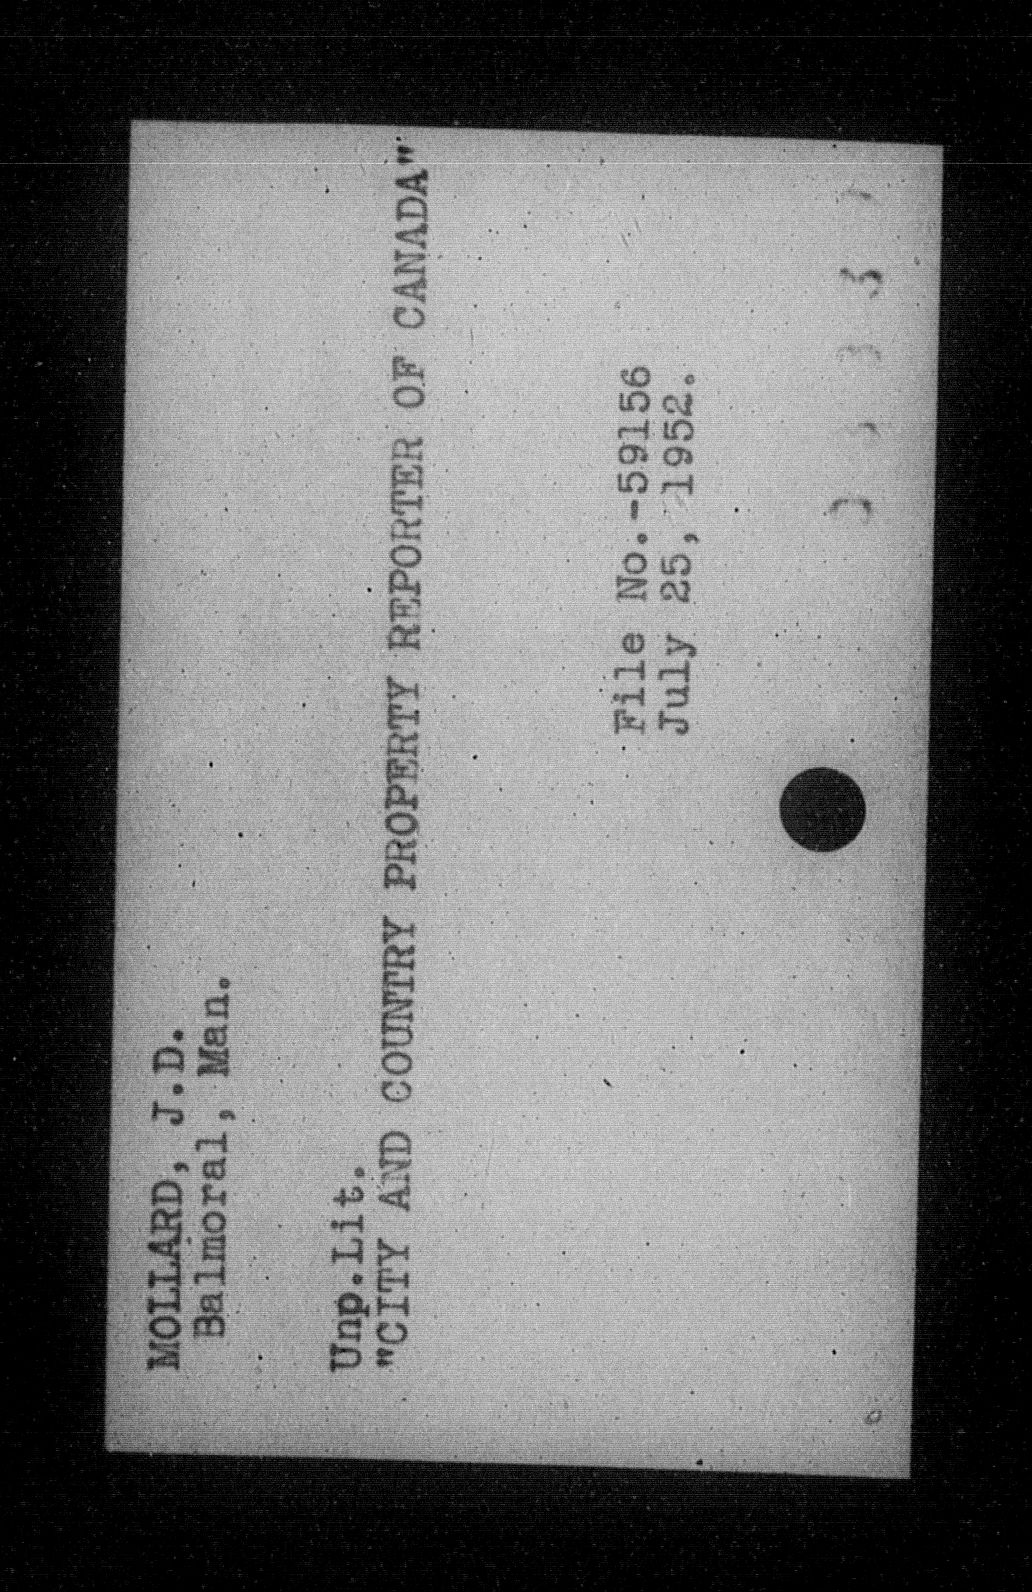 MOLLARD, J.D.
Balmoral, Man.
Unp.Lit.
"CITY AND COUNTRY PROPERTY REPORTER OF CANADA"
File No.-59156
July 25, 1952.